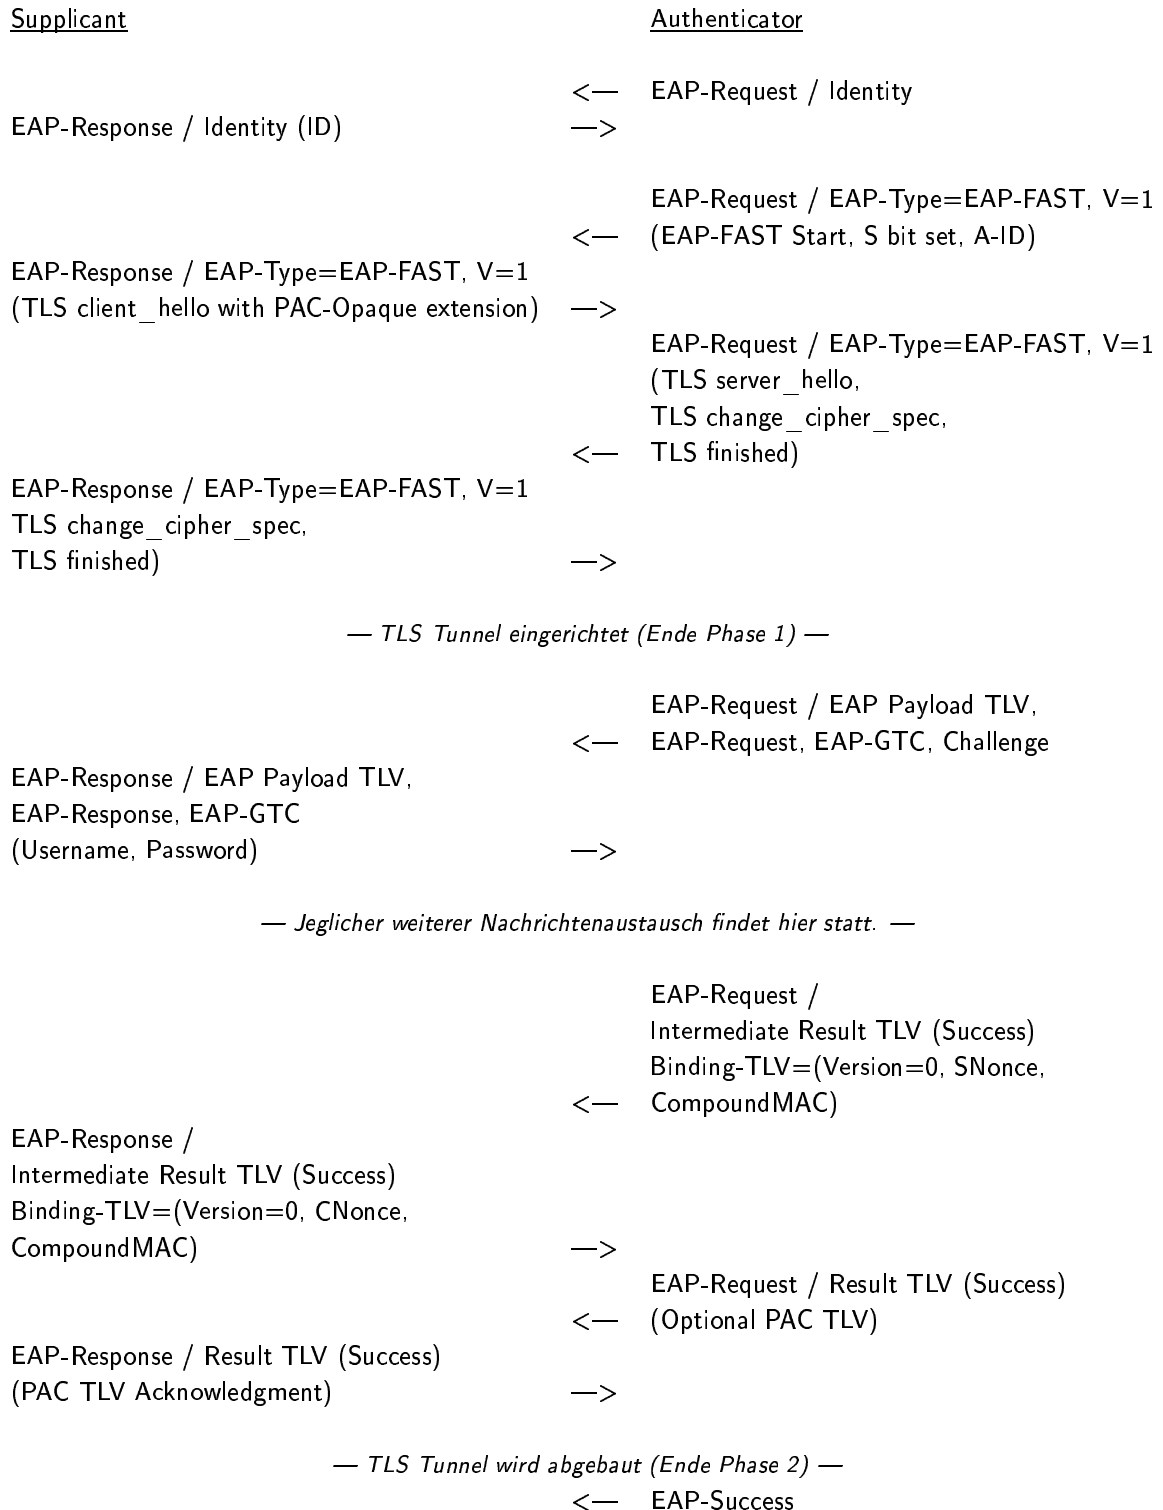 Supplicant Authenticator
<— EAP-Request / Identity
EAP-Response / Identity (ID) —>
EAP-Request / EAP-Type=EAP-FAST, V=1
<— (EAP-FAST Start, S bit set, A-ID)
EAP-Response / EAP-Type=EAP-FAST, V=1
(TLS client_hello with PAC-Opaque extension) —>
EAP-Request / EAP-Type=EAP-FAST, V=1
(TLS server_hello,
TLS change_cipher_spec,
<— TLS finished)
EAP-Response / EAP-Type=EAP-FAST, V=1
TLS change_cipher_spec,
TLS finished) —>
— TLS Tunnel eingerichtet (Ende Phase 1) —
EAP-Request / EAP Payload TLV,
<— EAP-Request, EAP-GTC, Challenge
EAP-Response / EAP Payload TLV,
EAP-Response, EAP-GTC
(Username, Password) —>
— Jeglicher weiterer Nachrichtenaustausch findet hier statt. —
EAP-Request /
Intermediate Result TLV (Success)
Binding-TLV=(Version=0, SNonce,
<— CompoundMAC)
EAP-Response /
Intermediate Result TLV (Success)
Binding-TLV=(Version=0, CNonce,
CompoundMAC) —>
EAP-Request / Result TLV (Success)
<— (Optional PAC TLV)
EAP-Response / Result TLV (Success)
(PAC TLV Acknowledgment) —>
— TLS Tunnel wird abgebaut (Ende Phase 2) —
<— EAP-Success